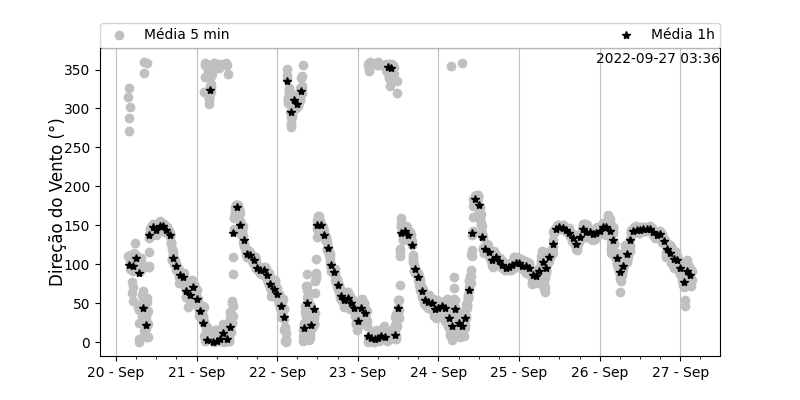 Média 5 min
Média 1h
2022-09-27 03:36
Direção do Vento (°)
350
300
250
200
150
100
50
0
20 - Sep
21 - Sep
22 - Sep
23 - Sep
24 - Sep
25 - Sep
26 - Sep
27 - Sep